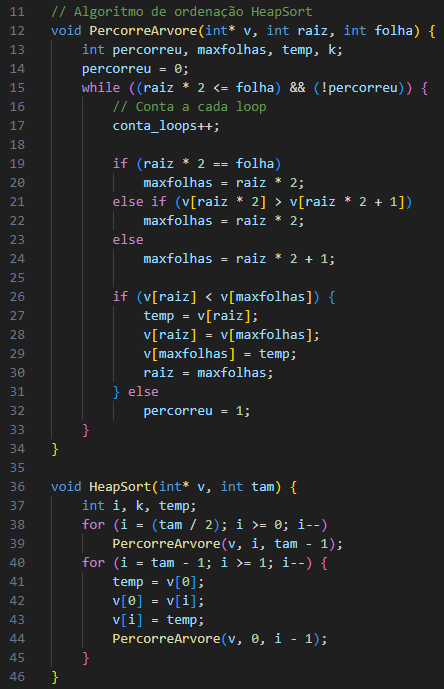 11 // Algoritmo de ordenação HeapSort
12 void PercorreArvore(int* v, int raiz, int folha) {
13     int percorreu, maxfolhas, temp, k;
14     percorreu = 0;
15     while ((raiz * 2 <= folha) && (!percorreu)) {
16         // Conta a cada loop
17         conta_loops++;
18
19         if (raiz * 2 == folha)
20             maxfolhas = raiz * 2;
21         else if (v[raiz * 2] > v[raiz * 2 + 1])
22             maxfolhas = raiz * 2;
23         else
24             maxfolhas = raiz * 2 + 1;
25
26         if (v[raiz] < v[maxfolhas]) {
27             temp = v[raiz];
28             v[raiz] = v[maxfolhas];
29             v[maxfolhas] = temp;
30             raiz = maxfolhas;
31         } else
32             percorreu = 1;
33     }
34 }
35
36 void HeapSort(int* v, int tam) {
37     int i, k, temp;
38     for (i = (tam / 2); i >= 0; i--)
39         PercorreArvore(v, i, tam - 1);
40     for (i = tam - 1; i >= 1; i--) {
41         temp = v[0];
42         v[0] = v[i];
43         v[i] = temp;
44         PercorreArvore(v, 0, i - 1);
45     }
46 }